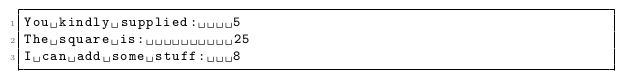 1 You␣kindly␣supplied:␣␣␣␣5
2 The␣square␣is:␣␣␣␣␣␣␣␣␣␣25
3 I␣can␣add␣some␣stuff:␣␣␣8